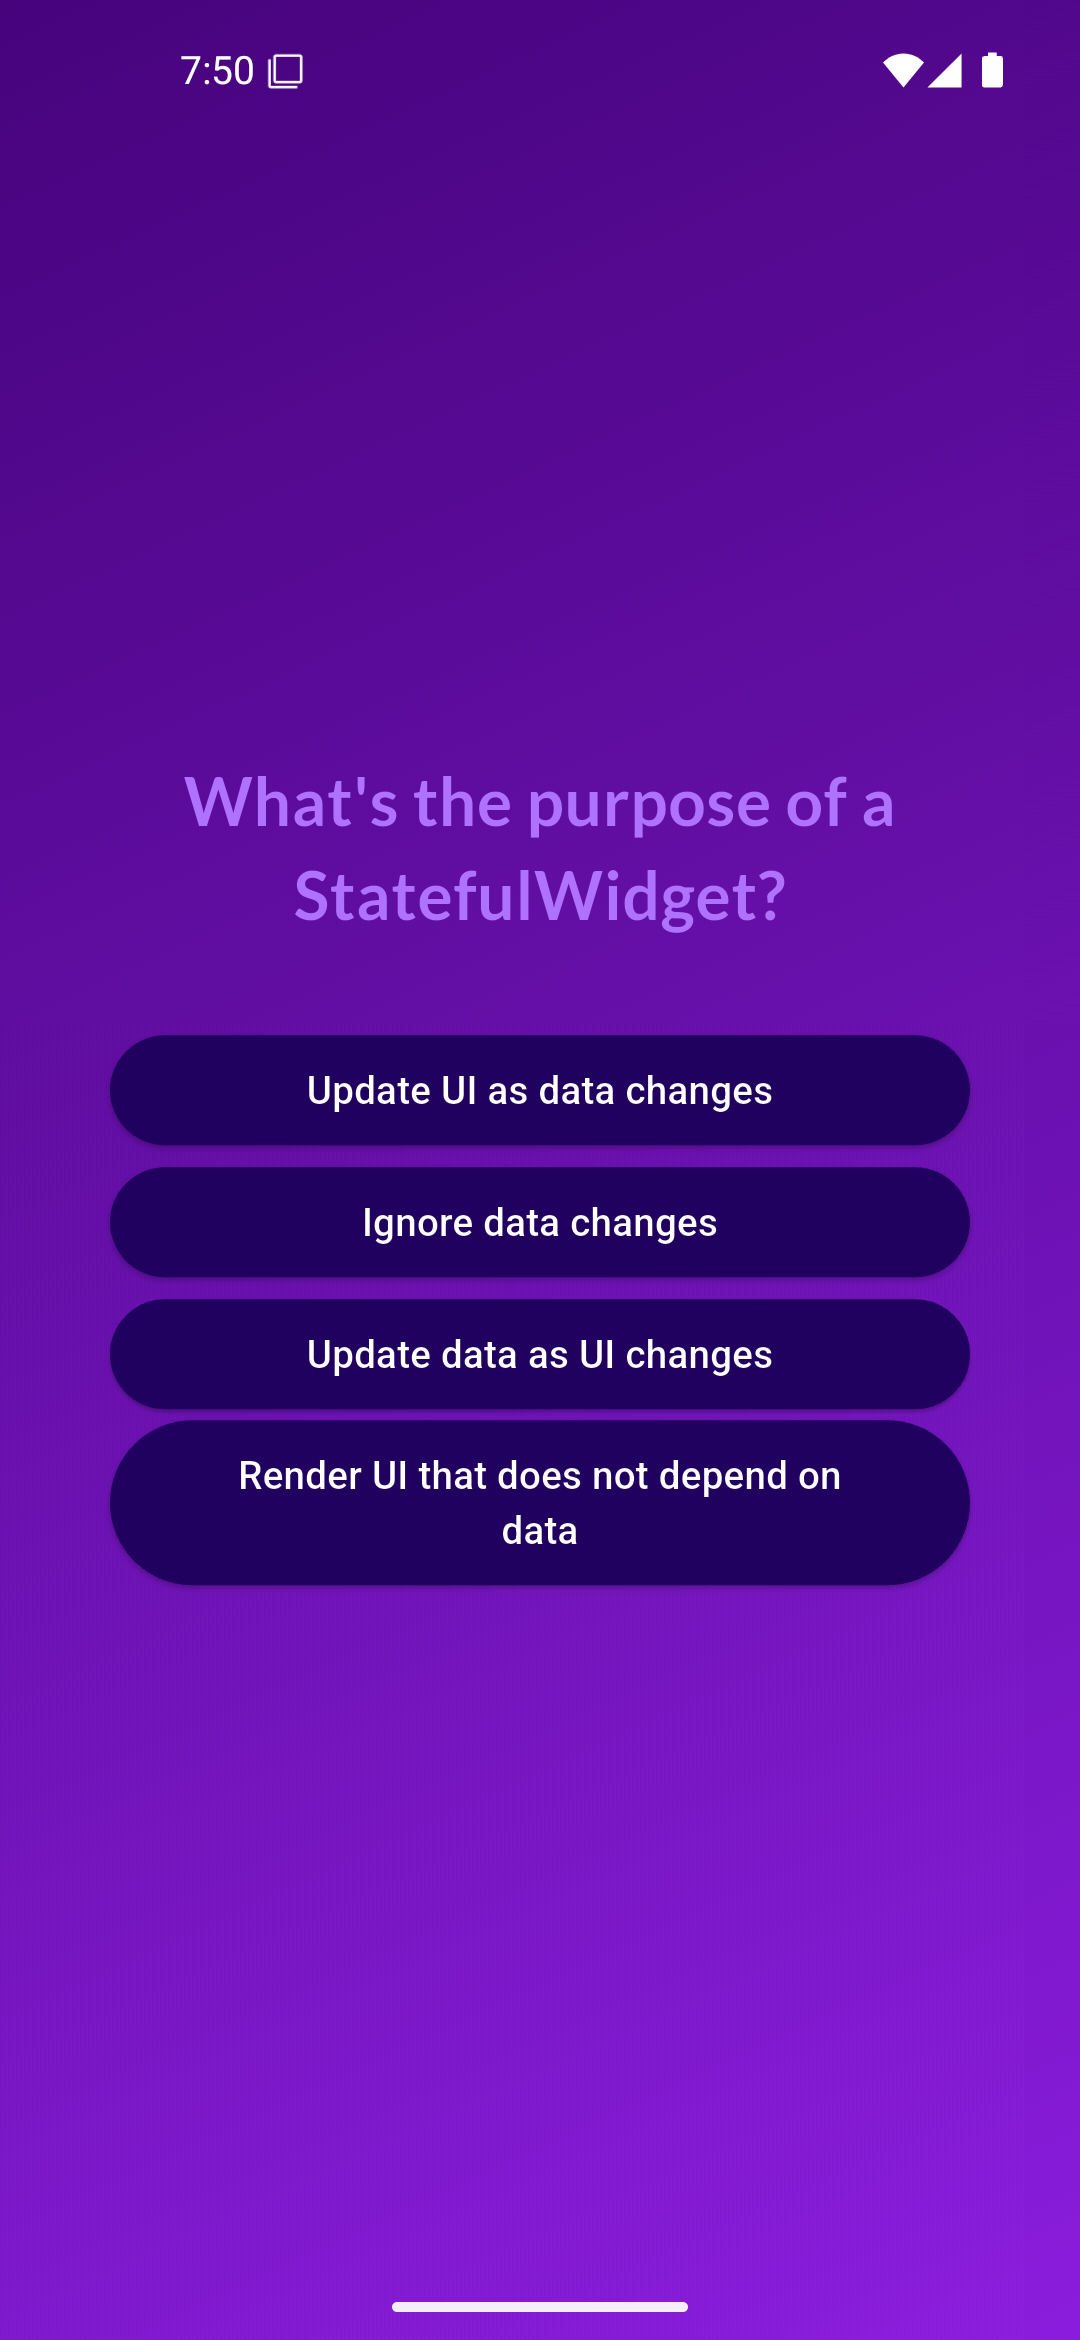 7:50
What's the purpose of a
StatefulWidget?
Update UI as data changes
Ignore data changes
Update data as UI changes
Render UI that does not depend on
data